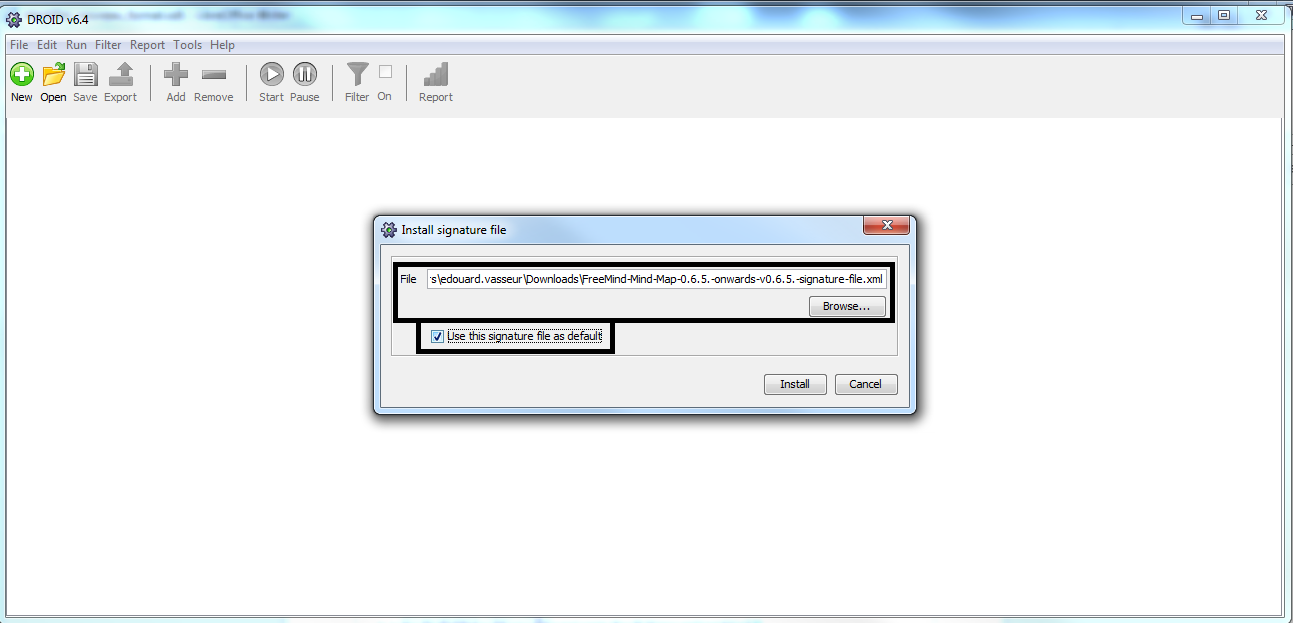 DROID v6.4
File Edit Run Filter Report Tools Help
New Open Save Export Add Remove Start Pause Filter On Report
Install signature file
File s\edouard.vasseur\Downloads\FreeMind-Mind-Map-0.6.5.-onwards-v0.6.5.-signature-file.xml
Browse...
Use this signature file as default
Install Cancel